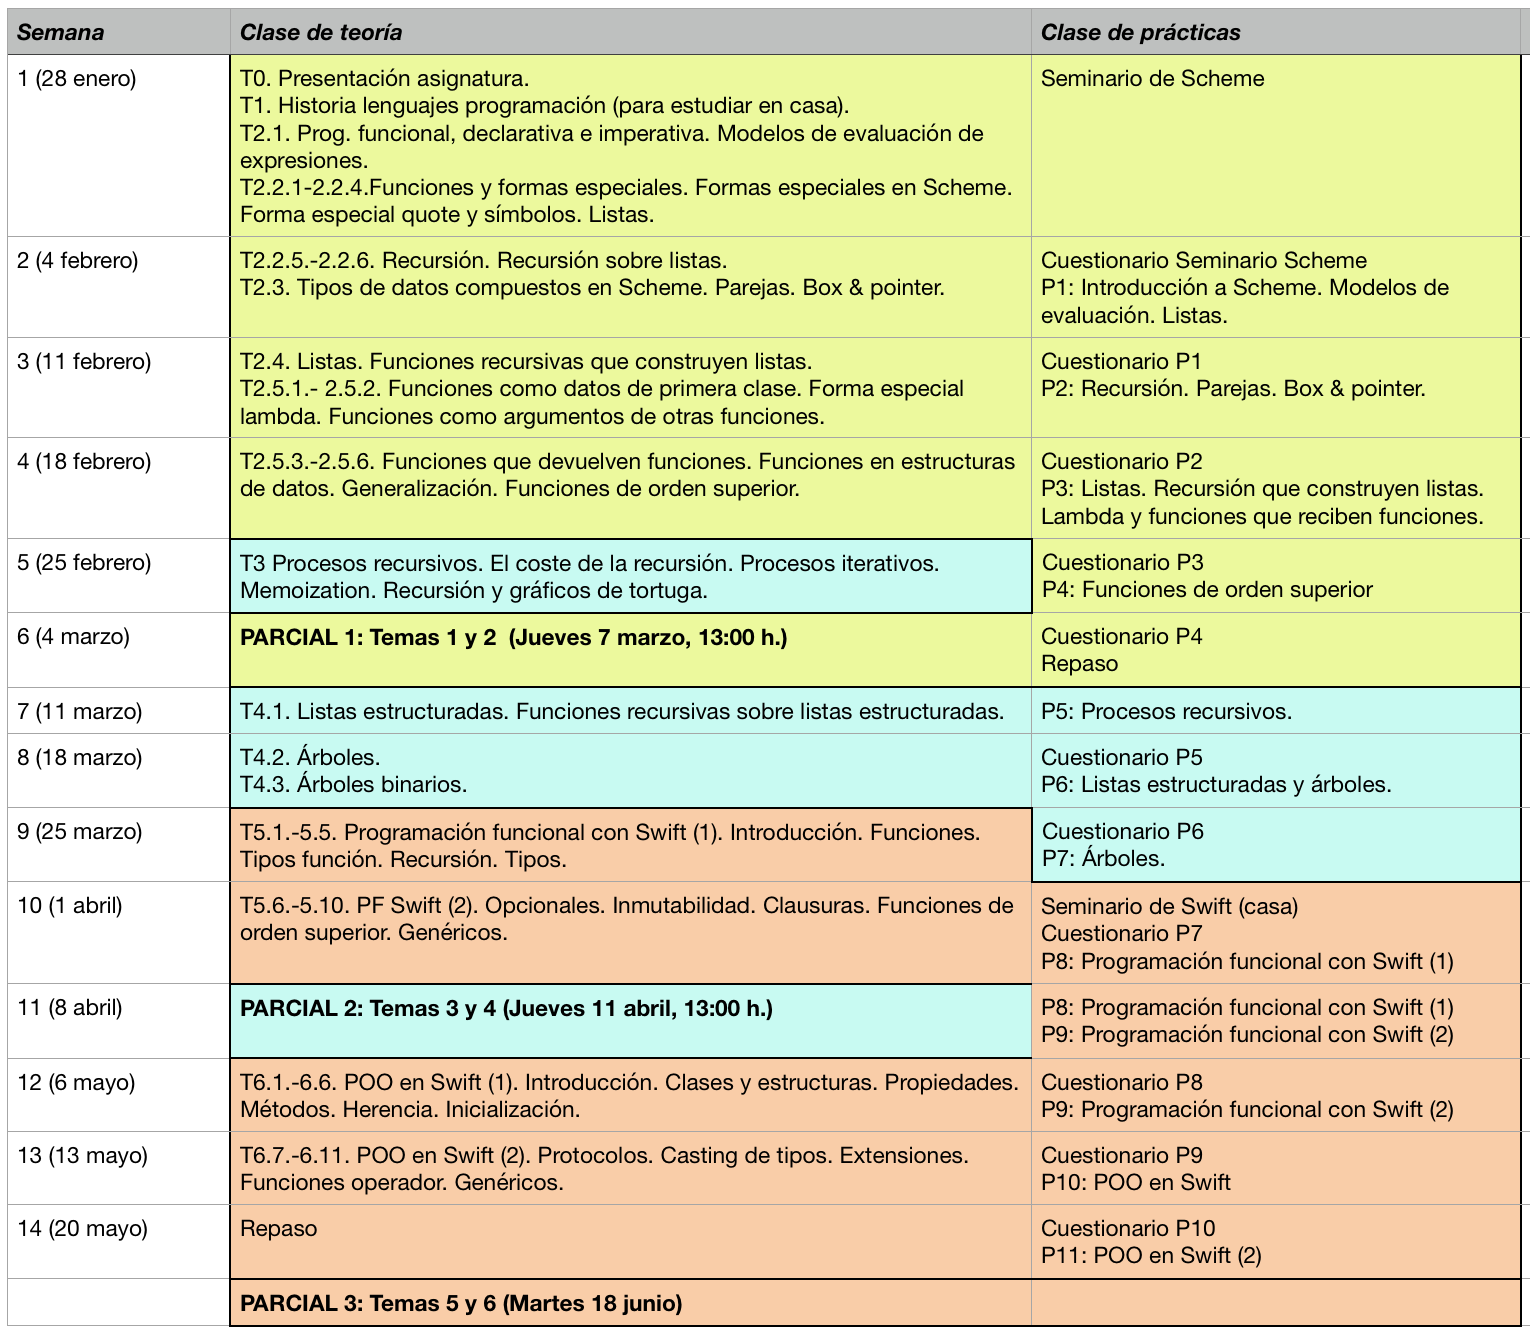 Semana
Clase de teoría
Clase de prácticas
1 (28 enero)
T0. Presentación asignatura.
T1. Historia lenguajes programación (para estudiar en casa).
T2.1. Prog. funcional, declarativa e imperativa. Modelos de evaluación de
expresiones.
T2.2.1-2.2.4.Funciones y formas especiales. Formas especiales en Scheme.
Forma especial quote y símbolos. Listas.
Seminario de Scheme
2 (4 febrero)
T2.2.5.-2.2.6. Recursión. Recursión sobre listas.
T2.3. Tipos de datos compuestos en Scheme. Parejas. Box & pointer.
Cuestionario Seminario Scheme
P1: Introducción a Scheme. Modelos de
evaluación. Listas.
3 (11 febrero)
T2.4. Listas. Funciones recursivas que construyen listas.
T2.5.1.- 2.5.2. Funciones como datos de primera clase. Forma especial
lambda. Funciones como argumentos de otras funciones.
Cuestionario P1
P2: Recursión. Parejas. Box & pointer.
4 (18 febrero)
T2.5.3.-2.5.6. Funciones que devuelven funciones. Funciones en estructuras
de datos. Generalización. Funciones de orden superior.
Cuestionario P2
P3: Listas. Recursión que construyen listas.
Lambda y funciones que reciben funciones.
5 (25 febrero)
T3 Procesos recursivos. El coste de la recursión. Procesos iterativos.
Memoization. Recursión y gráficos de tortuga.
Cuestionario P3
P4: Funciones de orden superior
6 (4 marzo)
PARCIAL 1: Temas 1 y 2  (Jueves 7 marzo, 13:00 h.)
Cuestionario P4
Repaso
7 (11 marzo)
T4.1. Listas estructuradas. Funciones recursivas sobre listas estructuradas.
P5: Procesos recursivos.
8 (18 marzo)
T4.2. Árboles.
T4.3. Árboles binarios.
Cuestionario P5
P6: Listas estructuradas y árboles.
9 (25 marzo)
T5.1.-5.5. Programación funcional con Swift (1). Introducción. Funciones.
Tipos función. Recursión. Tipos.
Cuestionario P6
P7: Árboles.
10 (1 abril)
T5.6.-5.10. PF Swift (2). Opcionales. Inmutabilidad. Clausuras. Funciones de
orden superior. Genéricos.
Seminario de Swift (casa)
Cuestionario P7
P8: Programación funcional con Swift (1)
11 (8 abril)
PARCIAL 2: Temas 3 y 4 (Jueves 11 abril, 13:00 h.)
P8: Programación funcional con Swift (1)
P9: Programación funcional con Swift (2)
12 (6 mayo)
T6.1.-6.6. POO en Swift (1). Introducción. Clases y estructuras. Propiedades.
Métodos. Herencia. Inicialización.
Cuestionario P8
P9: Programación funcional con Swift (2)
13 (13 mayo)
T6.7.-6.11. POO en Swift (2). Protocolos. Casting de tipos. Extensiones.
Funciones operador. Genéricos.
Cuestionario P9
P10: POO en Swift
14 (20 mayo)
Repaso
Cuestionario P10
P11: POO en Swift (2)
PARCIAL 3: Temas 5 y 6 (Martes 18 junio)